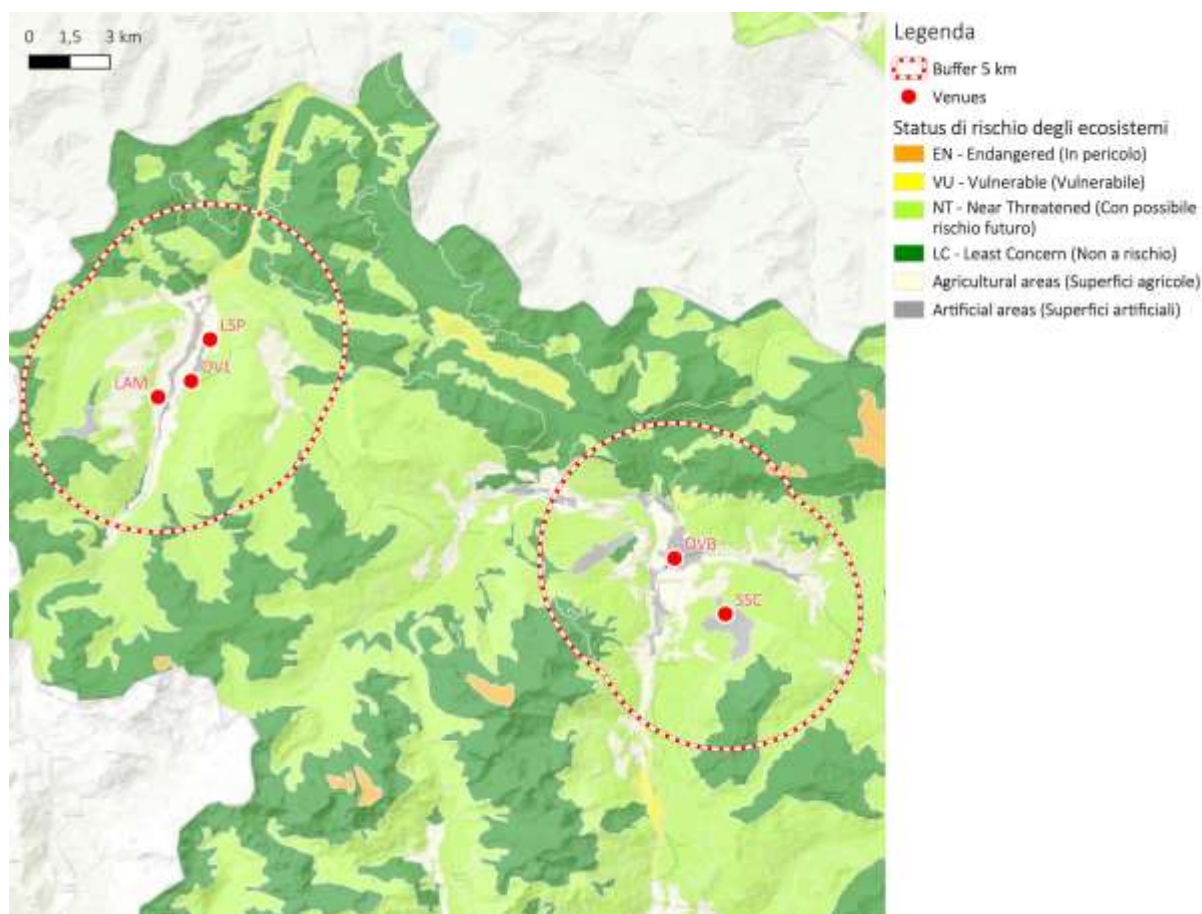 0 1,5 3 km
Legenda
Buffer 5 km
Venues
Status di rischio degli ecosistemi
EN - Endangered (In pericolo)
VU - Vulnerable (Vulnerabile)
NT - Near Threatened (Con possibile
rischio futuro)
LC - Least Concern (Non a rischio)
Agricultural areas (Superfici agricole)
Artificial areas (Superfici artificiali)
LSP
OVL
LAM
OVB
SSC